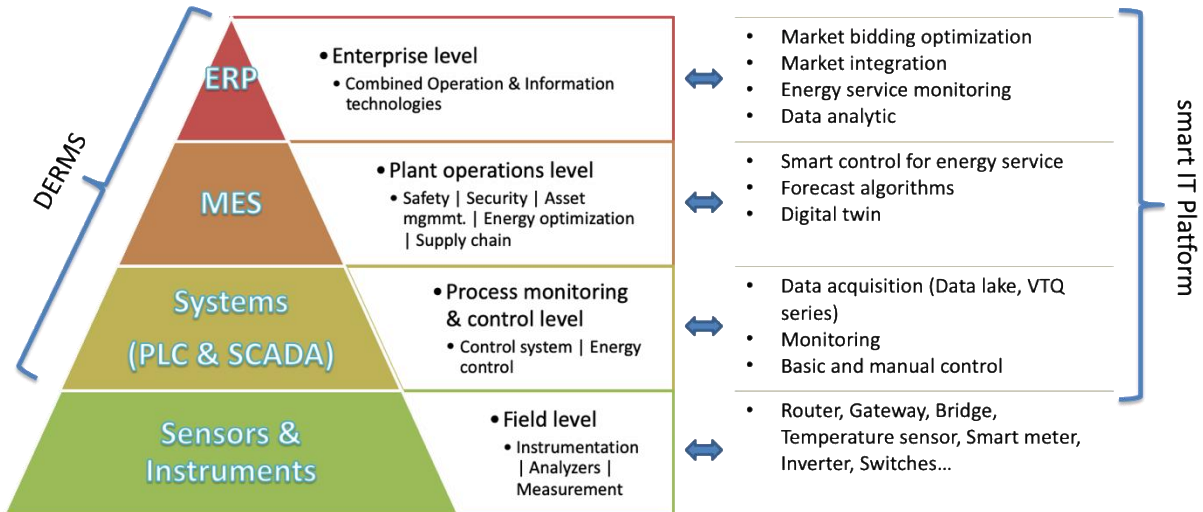 DERMS
ERP
• Enterprise level
• Combined Operation & Information
technologies
• Market bidding optimization
• Market integration
• Energy service monitoring
• Data analytic
MES
• Plant operations level
• Safety | Security | Asset
mgmmt. | Energy optimization
| Supply chain
• Smart control for energy service
• Forecast algorithms
• Digital twin
Systems
(PLC & SCADA)
• Process monitoring
& control level
• Control system | Energy
control
• Data acquisition (Data lake, VTQ
series)
• Monitoring
• Basic and manual control
Sensors &
Instruments
• Field level
• Instrumentation
| Analyzers |
Measurement
• Router, Gateway, Bridge,
Temperature sensor, Smart meter,
Inverter, Switches...
smart IT Platform